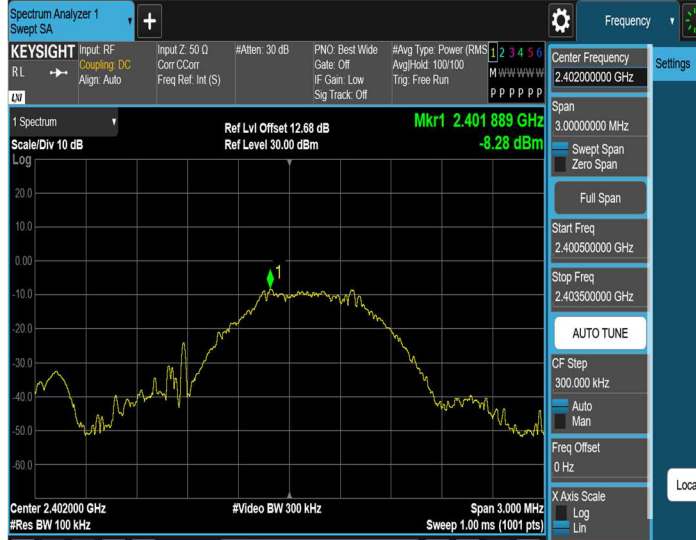 Spectrum Analyzer 1
Swept SA
+
Frequency
KEYSIGHT
RL
LXI
Input: RF
Coupling: DC
Align: Auto
Input Z: 50 Ω
Corr CCorr
Freq Ref: Int (S)
#Atten: 30 dB
PNO: Best Wide
Gate: Off
IF Gain: Low
Sig Track: Off
#Avg Type: Power (RMS
Avg|Hold: 100/100
Trig: Free Run
1 2 3 4 5 6
M W W W W W
P P P P P P
1 Spectrum
Scale/Div 10 dB
Ref Lvl Offset 12.68 dB
Ref Level 30.00 dBm
Mkr1 2.401 889 GHz
-8.28 dBm
Log
20.0
10.0
0.00
-10.0
-20.0
-30.0
-40.0
-50.0
-60.0
1
Center 2.402000 GHz
#Res BW 100 kHz
#Video BW 300 kHz
Span 3.000 MHz
Sweep 1.00 ms (1001 pts)
Center Frequency
2.402000000 GHz
Settings
Span
3.00000000 MHz
Swept Span
Zero Span
Full Span
Start Freq
2.400500000 GHz
Stop Freq
2.403500000 GHz
AUTO TUNE
CF Step
300.000 kHz
Auto
Man
Freq Offset
0 Hz
X Axis Scale
Log
Lin
Loca